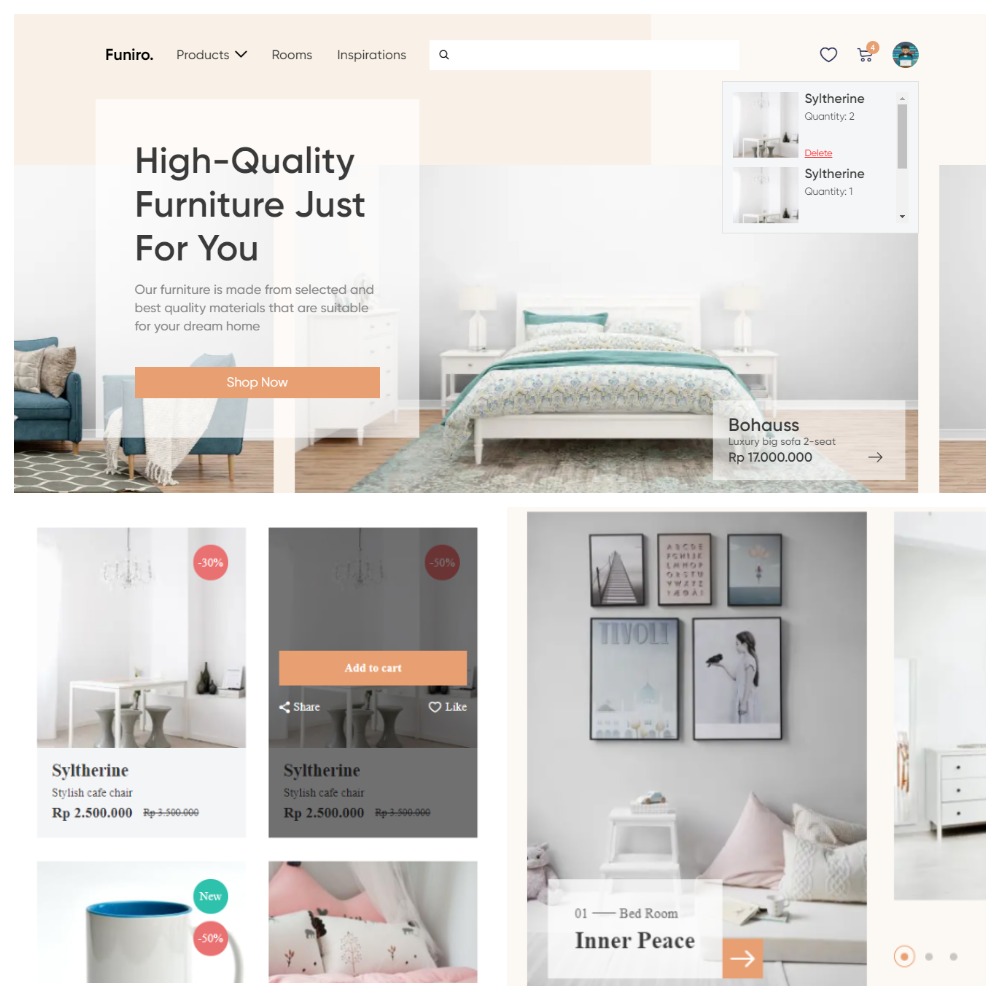 Funiro.
Products
Rooms
Inspirations
4
Syltherine
Quantity: 2
Delete
Syltherine
Quantity: 1
High-Quality
Furniture Just
For You
Our furniture is made from selected and
best quality materials that are suitable
for your dream home
Shop Now
Bohauss
Luxury big sofa 2-seat
Rp 17.000.000
-30%
Syltherine
Stylish cafe chair
Rp 2.500.000 Rp 3.500.000
-50%
Add to cart
Share
Like
Syltherine
Stylish cafe chair
Rp 2.500.000 Rp 3.500.000
New
-50%
TIVOLI
01 Bed Room
Inner Peace